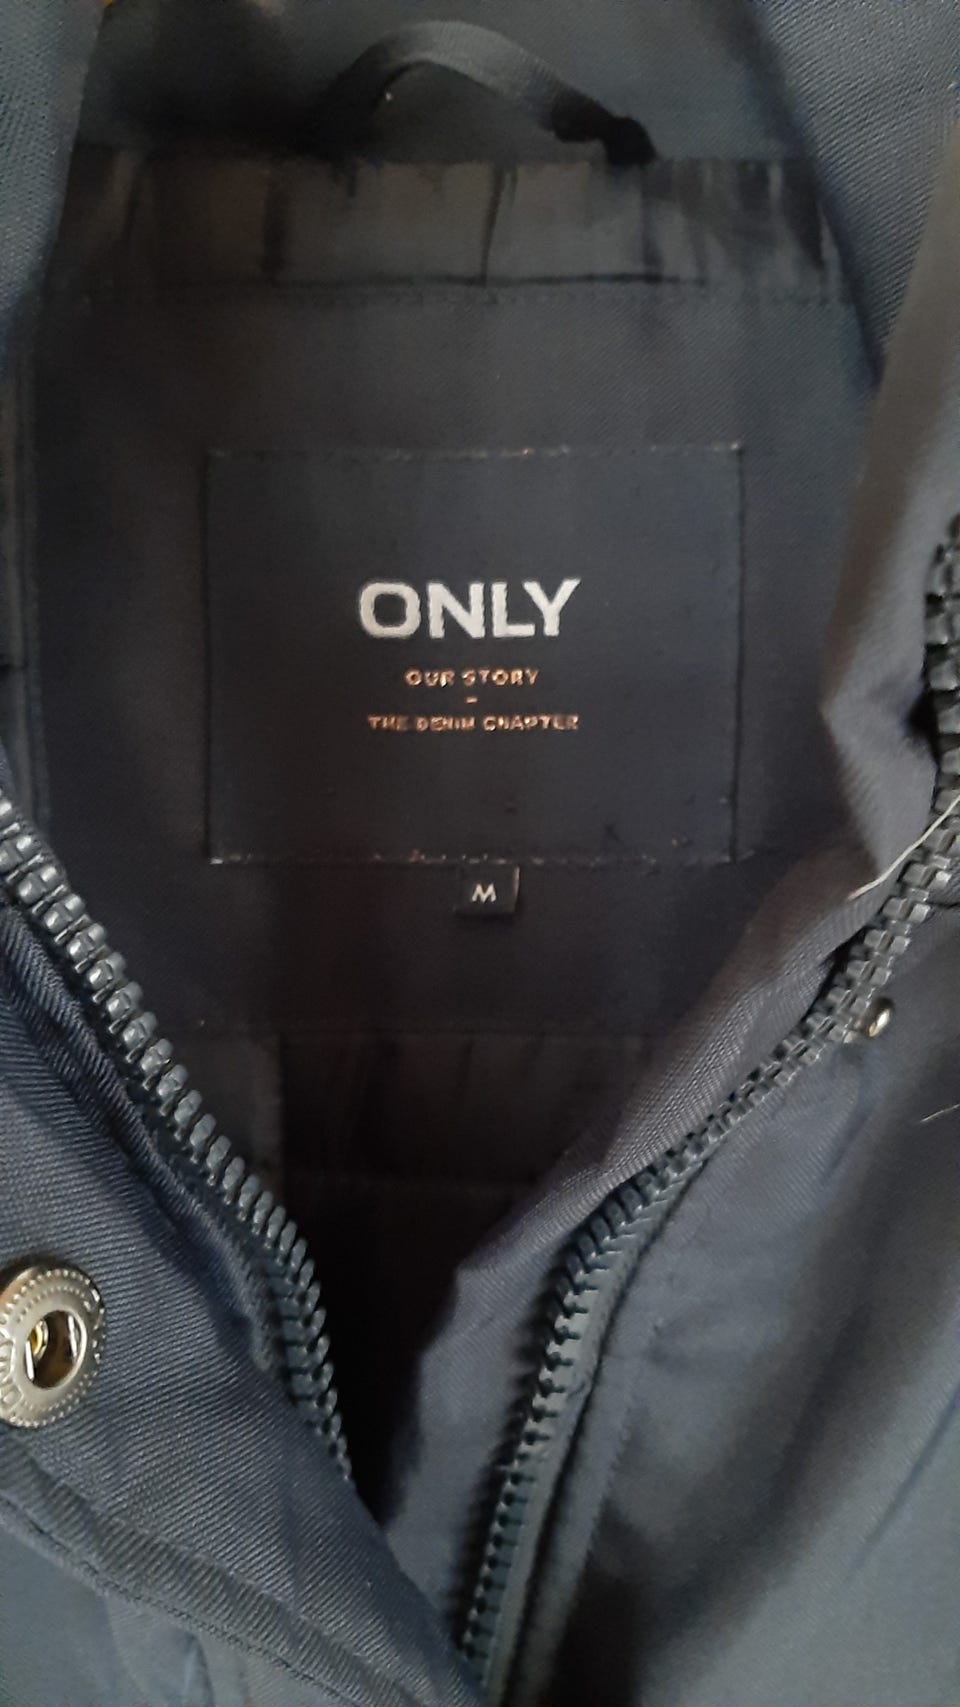 ONLY
OUR STORY
-
THE DENIM CHAPTER
M